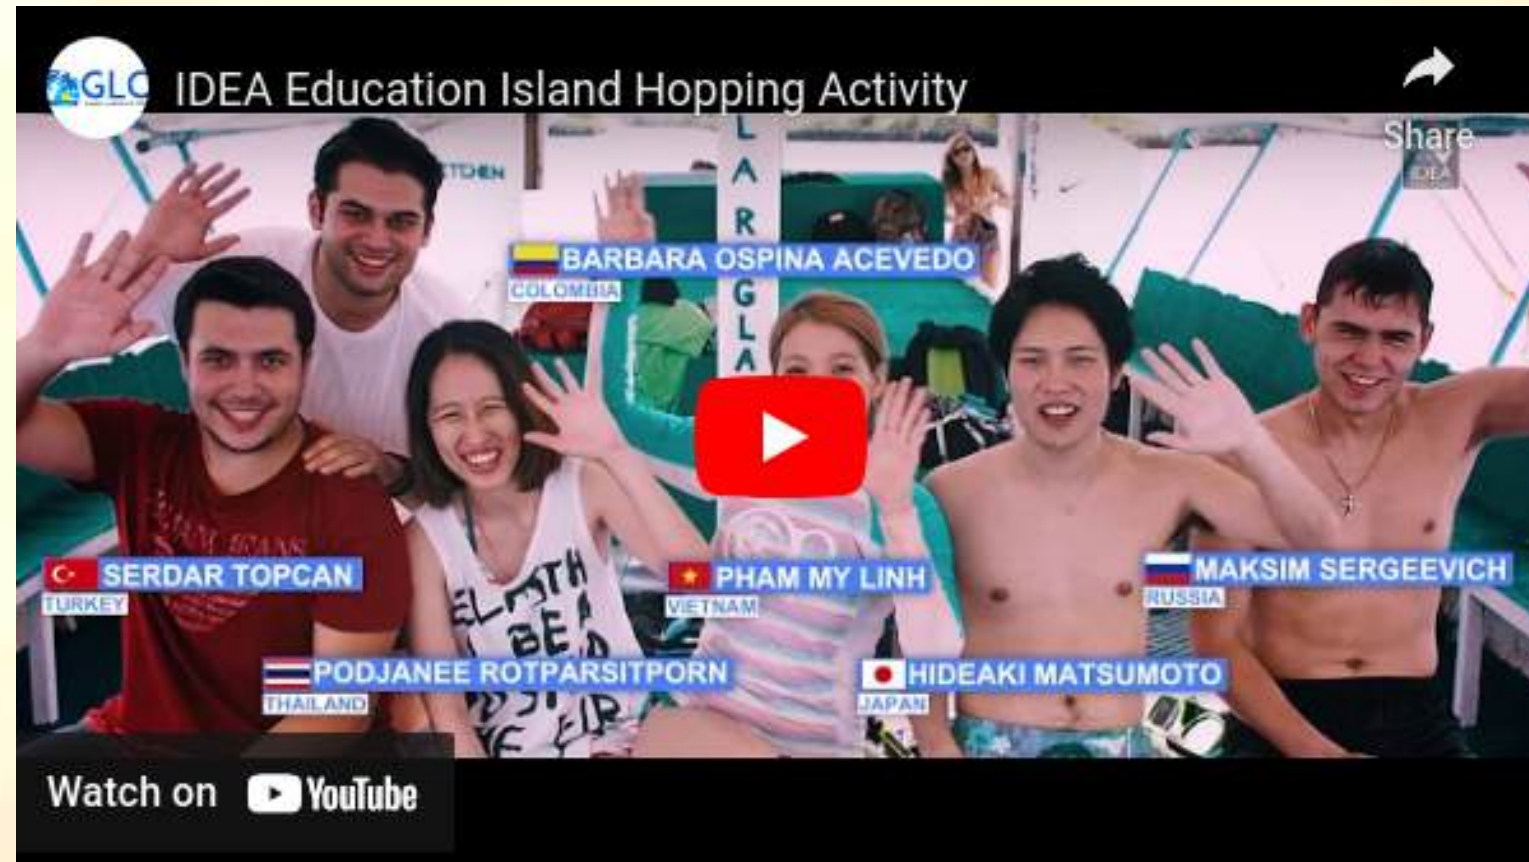 GLC
IDEA Education Island Hopping Activity
Share
IDEA
BARBARA OSPINA ACEVEDO
COLOMBIA
SERDAR TOPCAN
TURKEY
PHAM MY LINH
VIETNAM
MAKSIM SERGEEVICH
RUSSIA
PODJANEE ROTPARSITPORN
THAILAND
HIDEAKI MATSUMOTO
JAPAN
Watch on YouTube